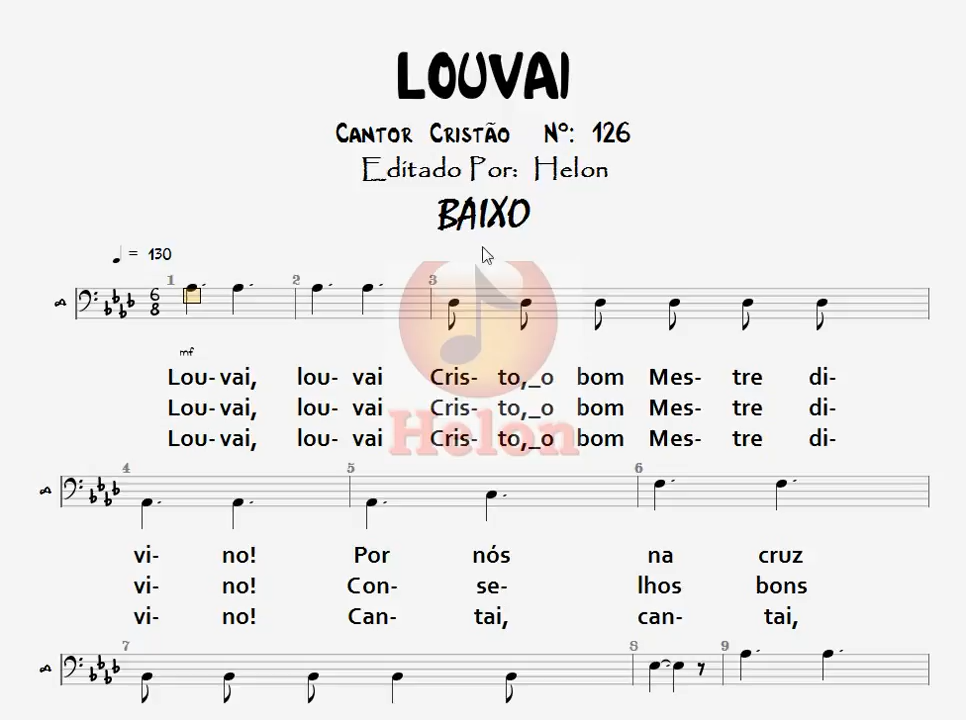 LOUVAI
CANTOR CRISTÃO Nº: 126
Editado Por: Helon
BAIXO
♩ = 130
1 2 3
6
8
mf
Lou- vai, lou- vai Cris- to,_o bom Mes- tre di-
Lou- vai, lou- vai Cris- to,_o bom Mes- tre di-
Lou- vai, lou- vai Cris- to,_o bom Mes- tre di-
Helon
4 5 6
vi- no! Por nós na cruz
vi- no! Con- se- lhos bons
vi- no! Can- tai, can- tai,
7 8 9